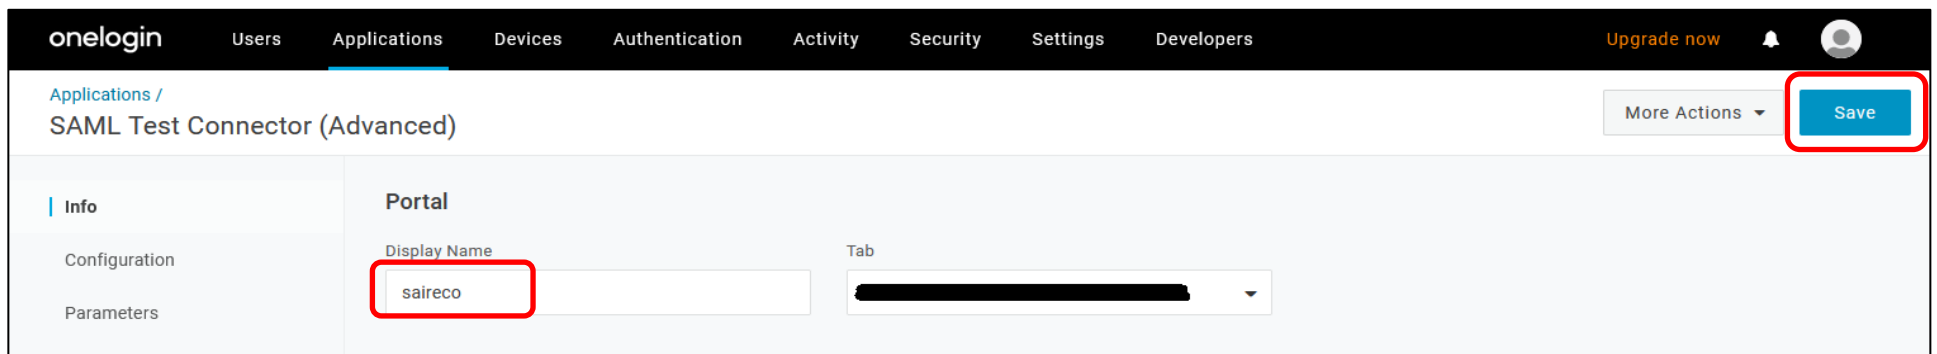 onelogin Users Applications Devices Authentication Activity Security Settings Developers Upgrade now
Applications /
SAML Test Connector (Advanced)
More Actions Save
Info
Configuration
Parameters
Portal
Display Name Tab
saireco